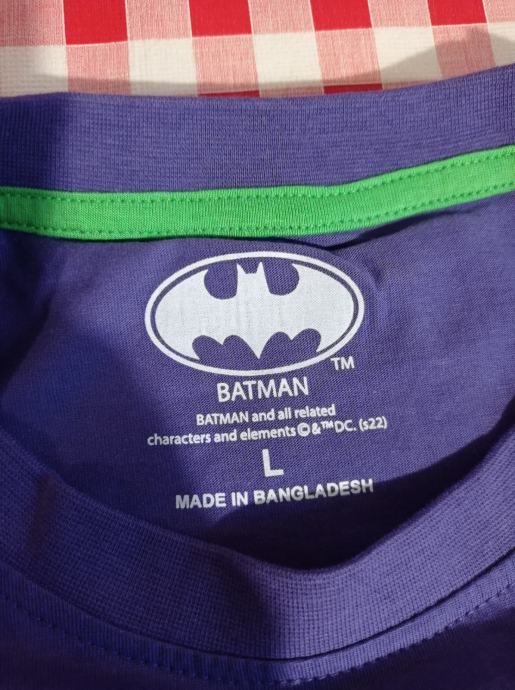 TM
BATMAN
BATMAN and all related
characters and elements ©&™DC. (s22)
L
MADE IN BANGLADESH